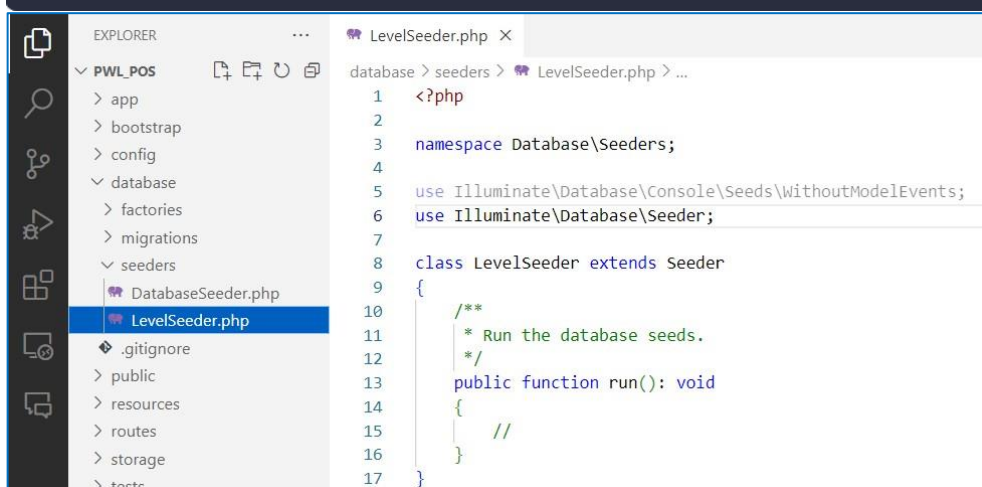 EXPLORER
...
PWL_POS
app
bootstrap
config
database
factories
migrations
seeders
DatabaseSeeder.php
LevelSeeder.php
.gitignore
public
resources
routes
storage
tests
LevelSeeder.php ×
database > seeders > LevelSeeder.php > ...
1 <?php
2
3 namespace Database\Seeders;
4
5 use Illuminate\Database\Console\Seeds\WithoutModelEvents;
6 use Illuminate\Database\Seeder;
7
8 class LevelSeeder extends Seeder
9 {
10 /**
11 * Run the database seeds.
12 */
13 public function run(): void
14 {
15 //
16 }
17 }